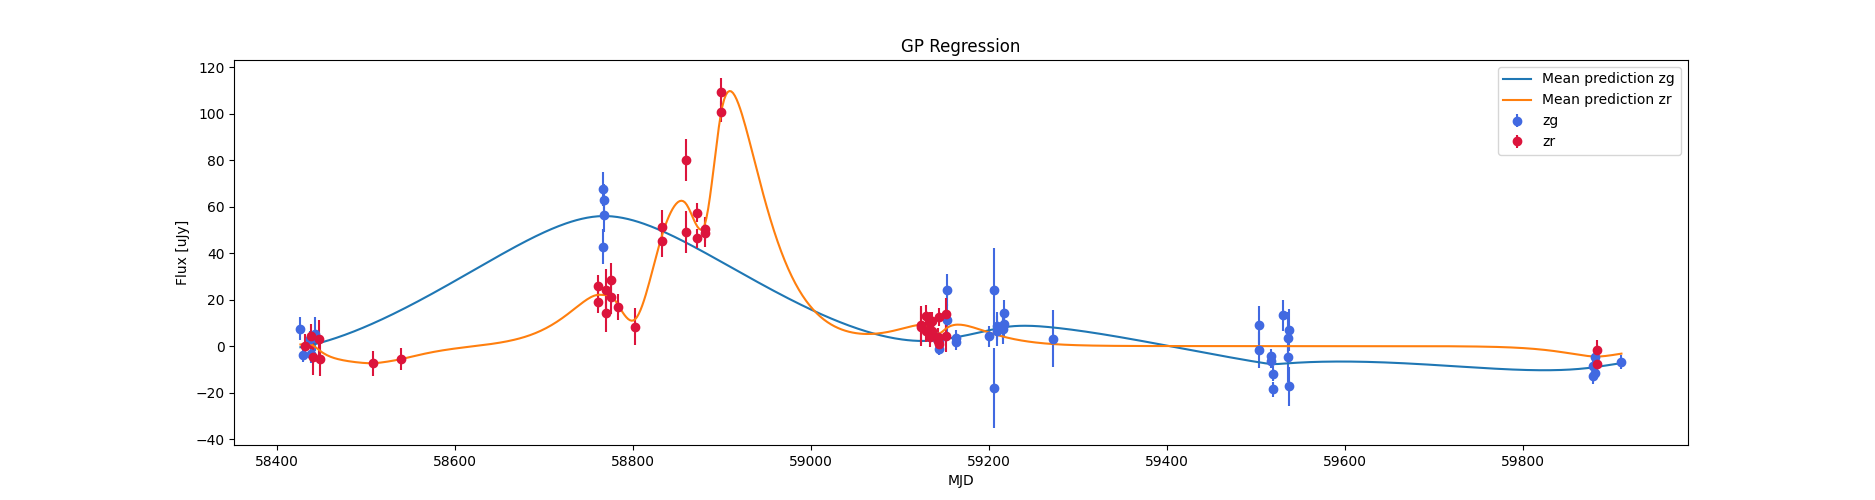 GP Regression
120
100
80
60
40
20
0
−20
−40
Flux [uJy]
58400
58600
58800
59000
59200
59400
59600
59800
MJD
Mean prediction zg
Mean prediction zr
zg
zr